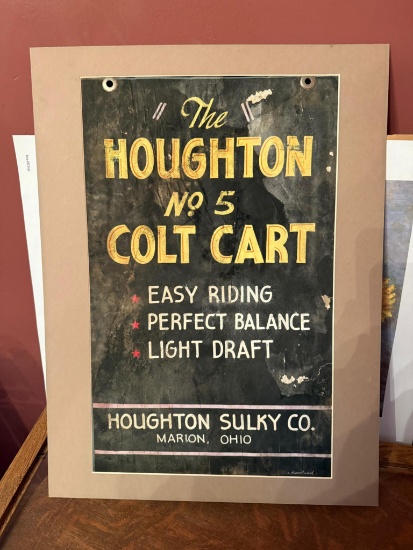 "The"
HOUGHTON
No 5
COLT CART
★ EASY RIDING
★ PERFECT BALANCE
★ LIGHT DRAFT
HOUGHTON SULKY CO.
MARION, OHIO